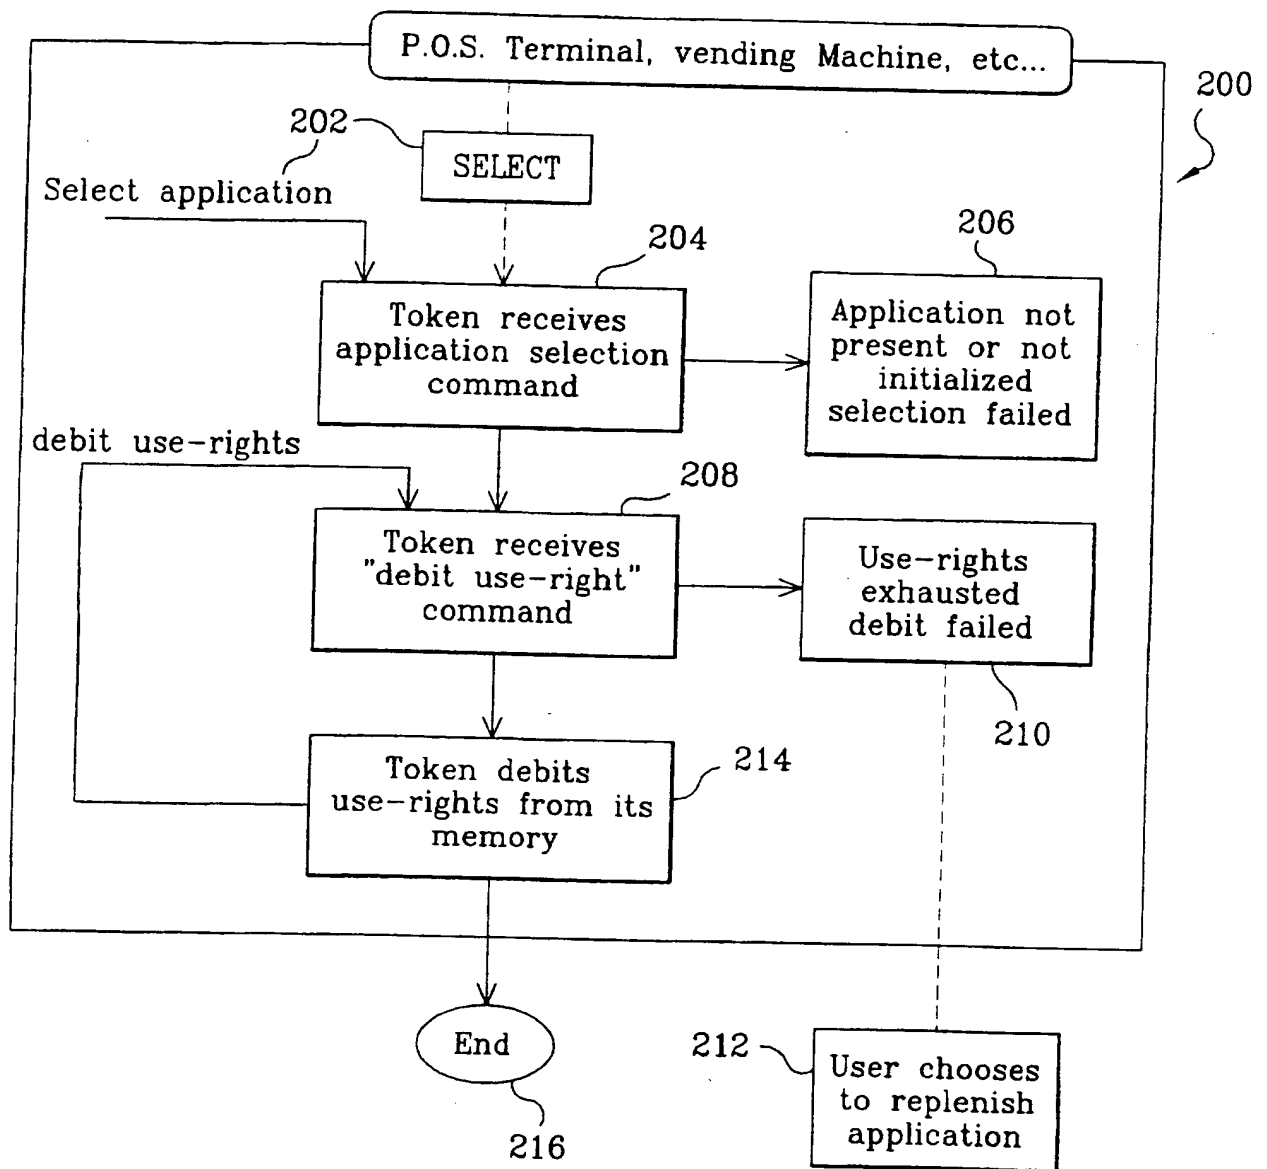 P.O.S. Terminal, vending Machine, etc...
200
202
SELECT
Select application
204
206
Token receives
application selection
command
Application not
present or not
initialized
selection failed
debit use-rights
208
Token receives
"debit use-right"
command
Use-rights
exhausted
debit failed
210
214
Token debits
use-rights from its
memory
End
216
212
User chooses
to replenish
application